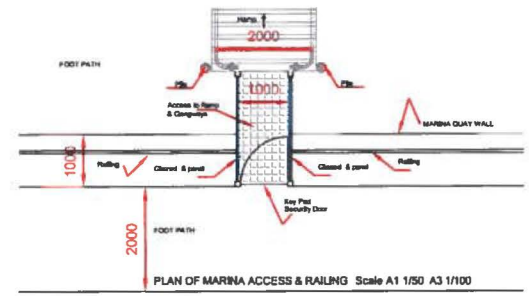 Ramp
2000
FOOT PATH
Pile
Pile
1000
Access to Ramp
& Gangways
MARINA QUAY WALL
1000
Railing
Glazed & panel
Glazed & panel
Railing
Key Pad
Security Door
2000
FOOT PATH
PLAN OF MARINA ACCESS & RAILING Scale A1 1/50 A3 1/100